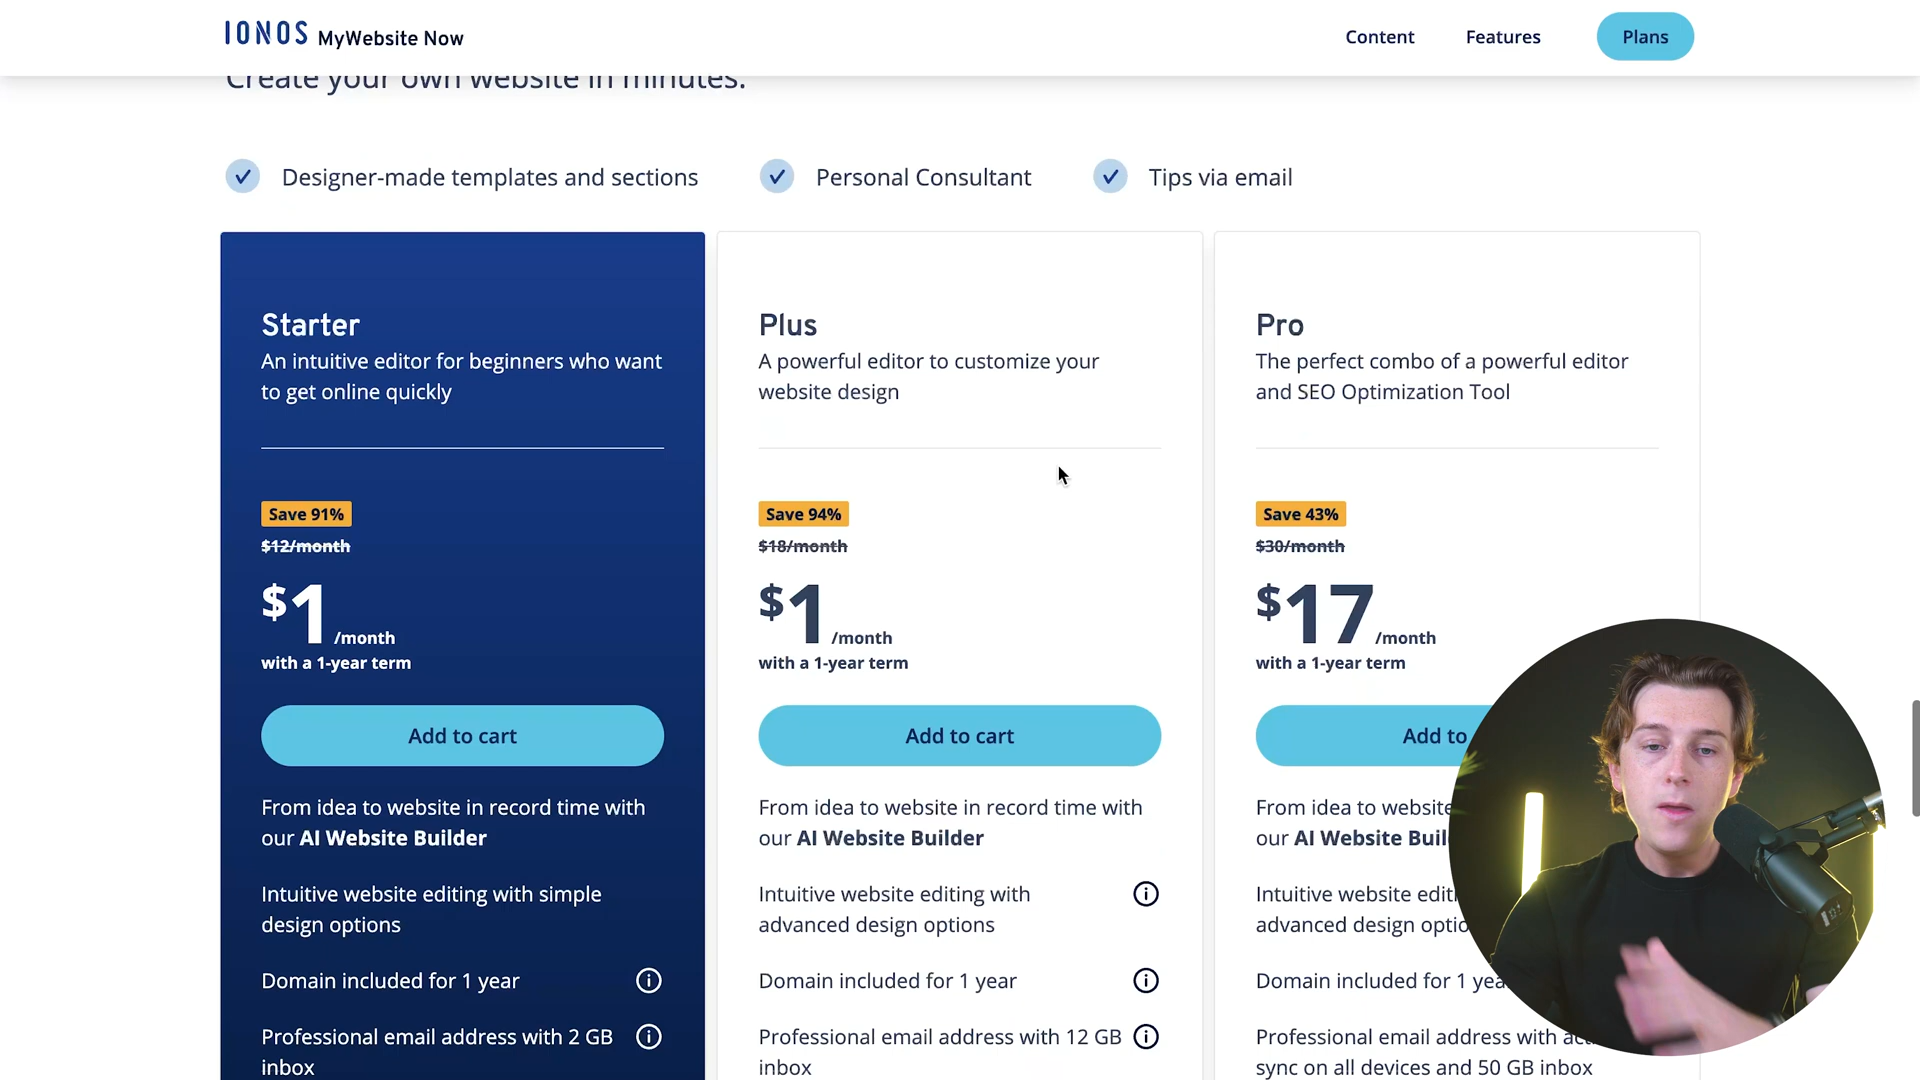 IONOS MyWebsite Now
Content
Features
Plans
Create your own website in minutes.
Designer-made templates and sections
Personal Consultant
Tips via email
Starter
An intuitive editor for beginners who want
to get online quickly
Save 91%
$12/month
$1/month
with a 1-year term
Add to cart
From idea to website in record time with
our AI Website Builder
Intuitive website editing with simple
design options
Domain included for 1 year
Professional email address with 2 GB
inbox
Plus
A powerful editor to customize your
website design
Save 94%
$18/month
$1/month
with a 1-year term
Add to cart
From idea to website in record time with
our AI Website Builder
Intuitive website editing with
advanced design options
Domain included for 1 year
Professional email address with 12 GB
inbox
Pro
The perfect combo of a powerful editor
and SEO Optimization Tool
Save 43%
$30/month
$17/month
with a 1-year term
Add to
From idea to website
our AI Website
Intuitive website
advanced design
Domain included for 1
Professional email address with
sync on all devices and 50 GB inbox